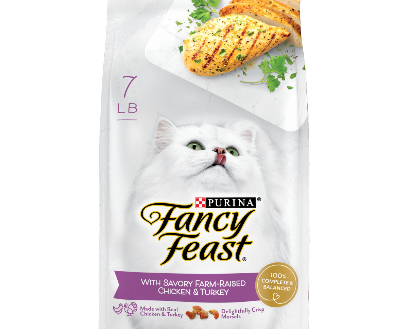 7
LB
PURINA®
Fancy
Feast®
WITH SAVORY FARM-RAISED
CHICKEN & TURKEY
100%
COMPLETE &
BALANCED
Made with Real
Chicken & Turkey
Delightfully Crisp
Morsels